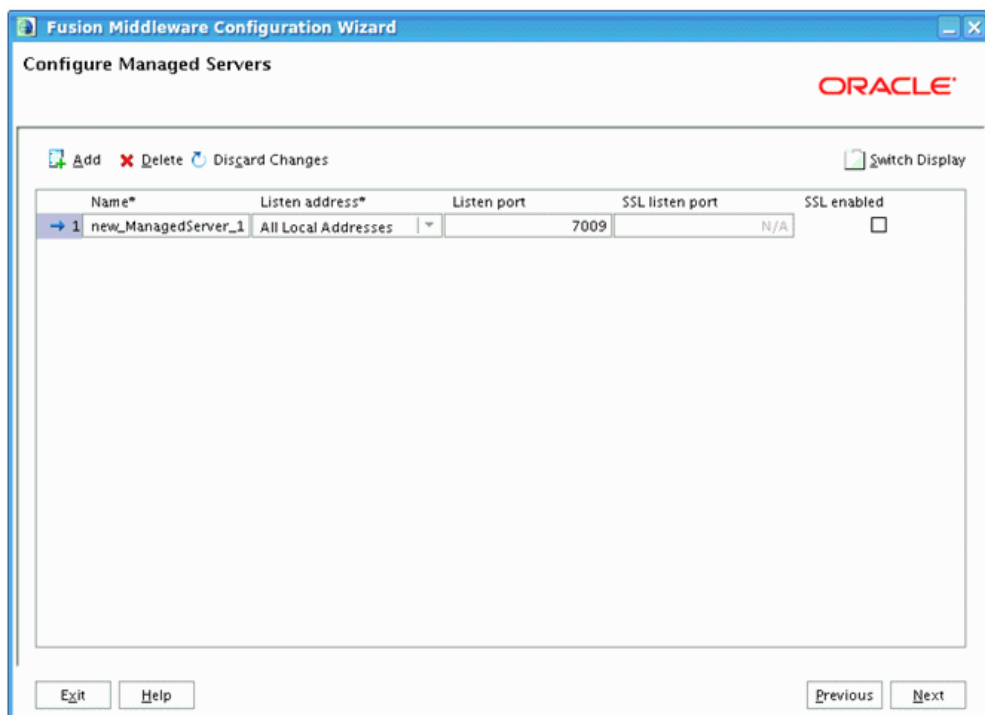 Fusion Middleware Configuration Wizard
Configure Managed Servers
ORACLE
Add Delete Discard Changes Switch Display
Name* Listen address* Listen port SSL listen port SSL enabled
1 new_ManagedServer_1 All Local Addresses 7009 N/A
Exit Help Previous Next